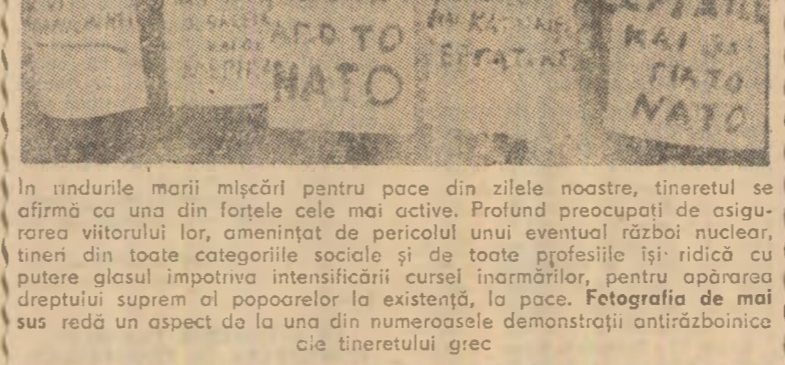 ΑΠΟ ΤΟ
ΝΑΤΟ
ΕΡΓΑΤΙΚΕΣ
ΚΑΙ
ΓΙΑΤΟ
ΝΑΤΟ
În rîndurile marii mișcări pentru pace din zilele noastre, tineretul se
afirmă ca una din forțele cele mai active. Profund preocupați de asigu-
rarea viitorului lor, amenințat de pericolul unui eventual război nuclear,
tineri din toate categoriile sociale și de toate profesiile își ridică cu
putere glasul împotriva intensificării cursei înarmărilor, pentru apărarea
dreptului suprem al popoarelor la existență, la pace. Fotografia de mai
sus redă un aspect de la una din numeroasele demonstrații antirăzboinice
ale tineretului grec